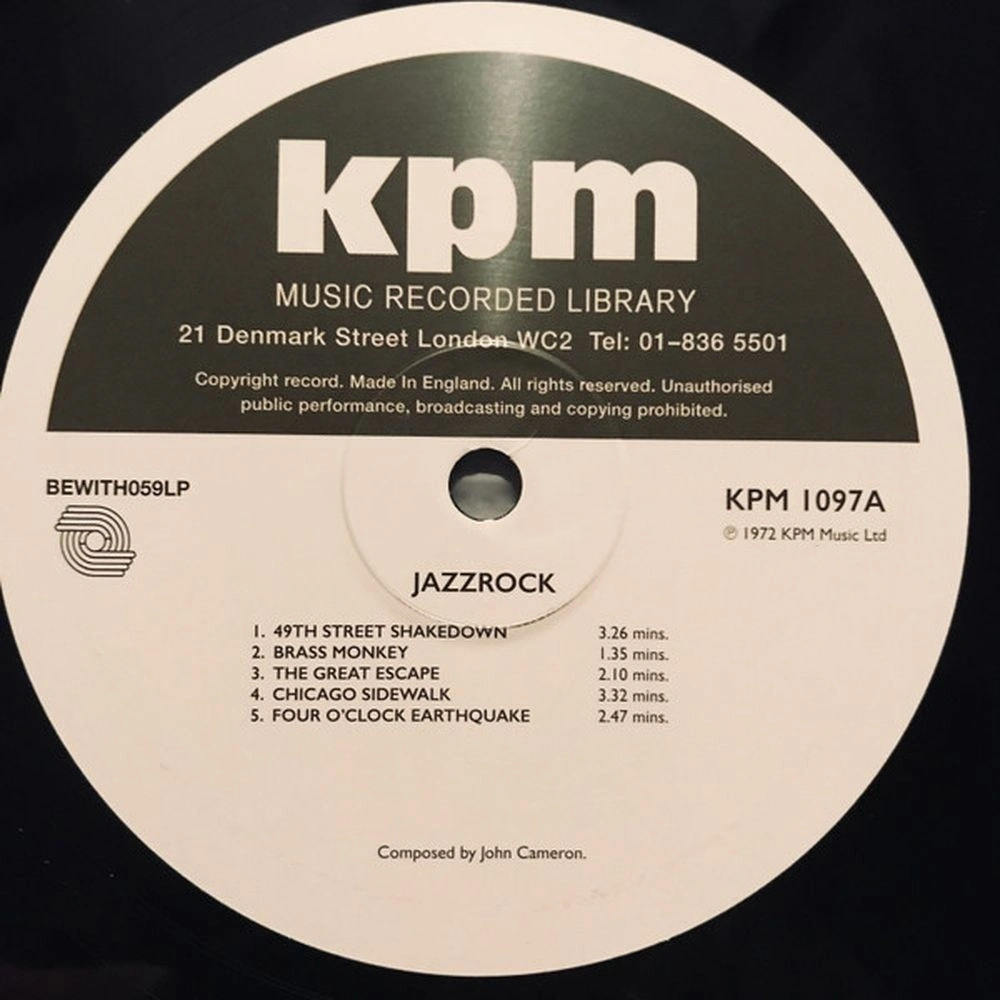 kpm
MUSIC RECORDED LIBRARY
21 Denmark Street London WC2 Tel: 01-836 5501
Copyright record. Made In England. All rights reserved. Unauthorised
public performance, broadcasting and copying prohibited.
BEWITH059LP
KPM 1097A
℗ 1972 KPM Music Ltd
JAZZROCK
1. 49TH STREET SHAKEDOWN 3.26 mins.
2. BRASS MONKEY 1.35 mins.
3. THE GREAT ESCAPE 2.10 mins.
4. CHICAGO SIDEWALK 3.32 mins.
5. FOUR O'CLOCK EARTHQUAKE 2.47 mins.
Composed by John Cameron.